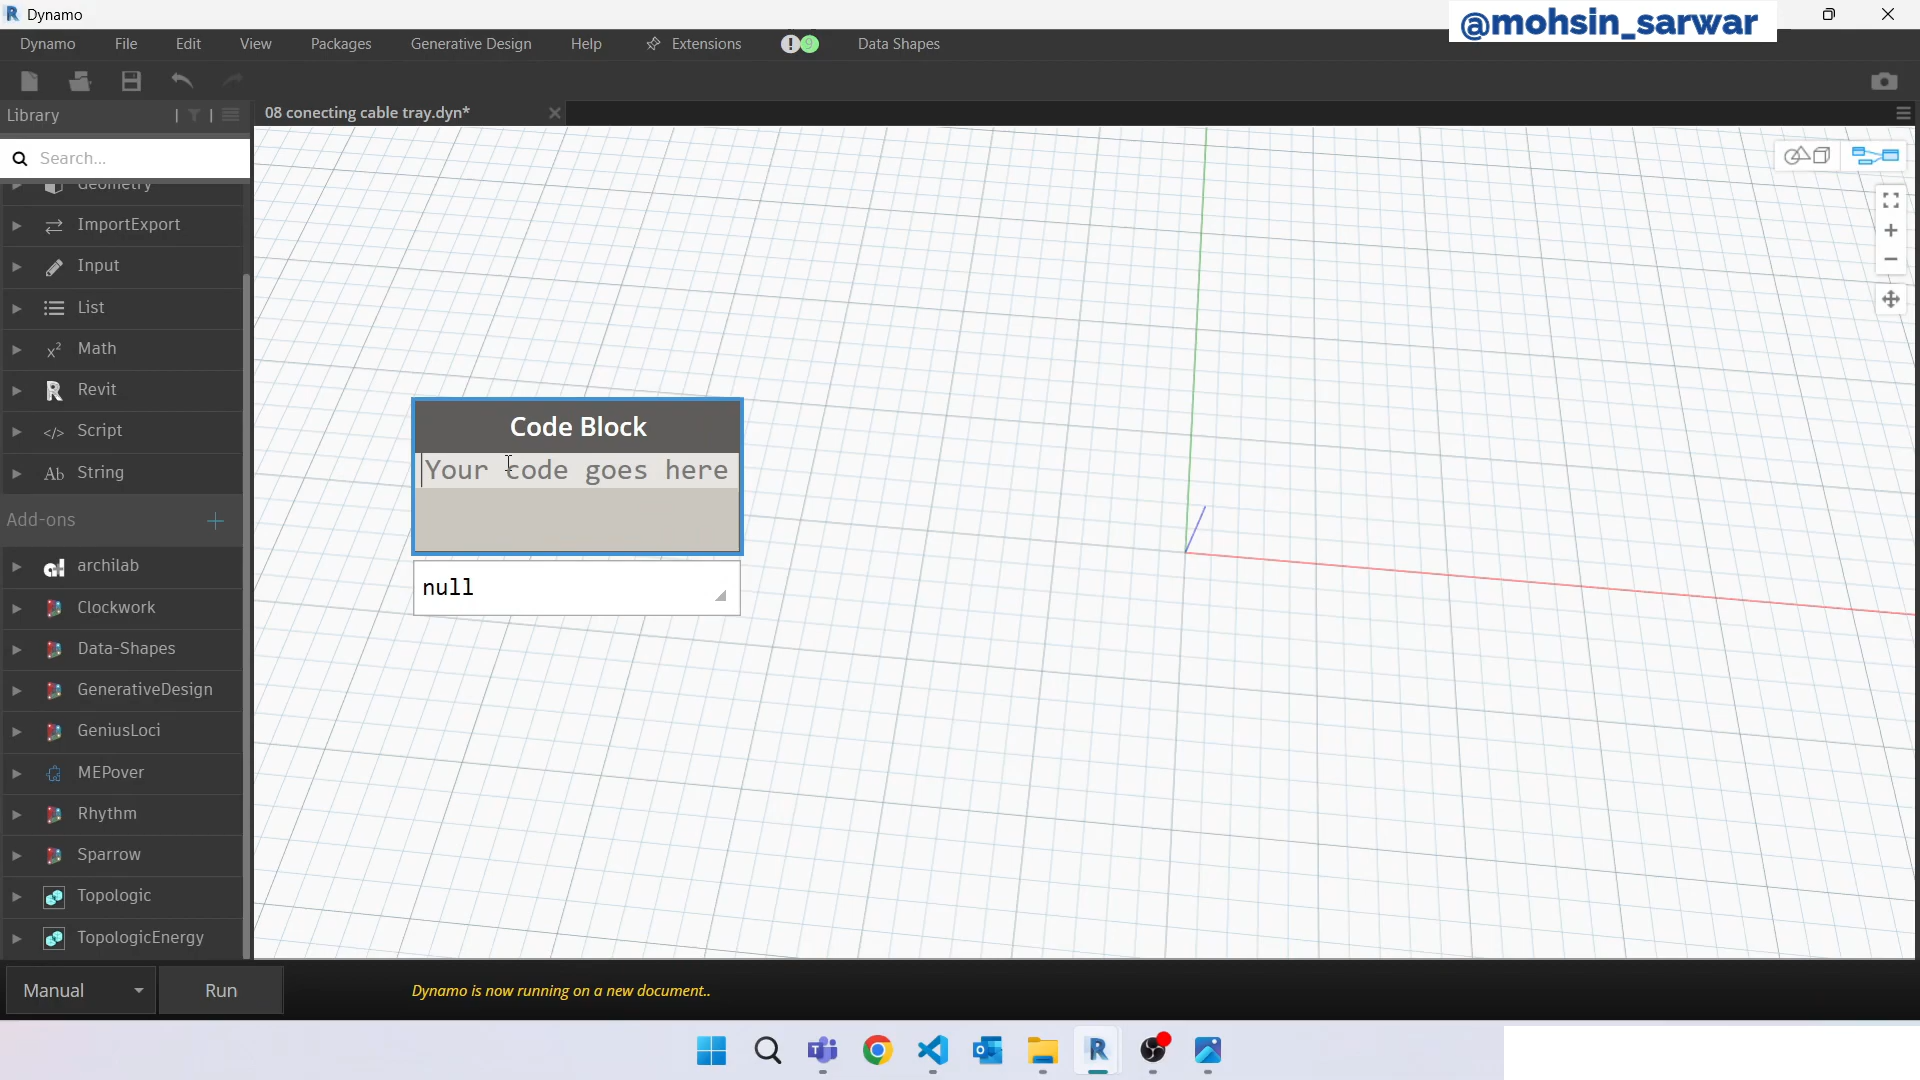 Dynamo
@mohsin_sarwar
Dynamo File Edit View Packages Generative Design Help Extensions Data Shapes
Library
08 conecting cable tray.dyn*
Search...
Geometry
ImportExport
Input
List
Math
Revit
Script
String
Add-ons
archilab
Clockwork
Data-Shapes
GenerativeDesign
GeniusLoci
MEPover
Rhythm
Sparrow
Topologic
TopologicEnergy
Code Block
Your code goes here
null
Manual
Run
Dynamo is now running on a new document..